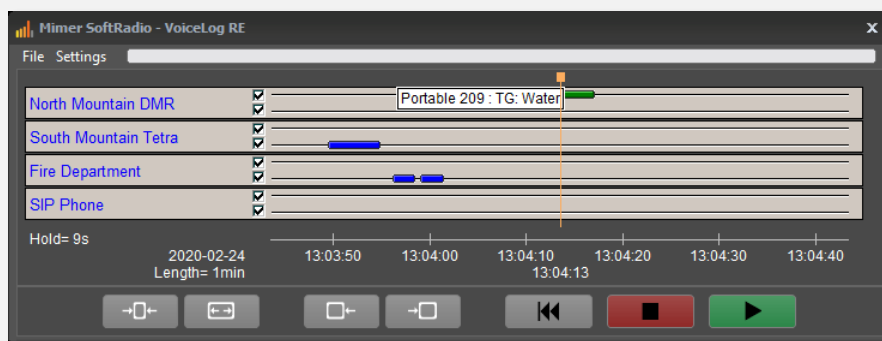 Mimer SoftRadio - VoiceLog RE x
File Settings
North Mountain DMR
Portable 209 : TG: Water
South Mountain Tetra
Fire Department
SIP Phone
Hold= 9s
2020-02-24 13:03:50 13:04:00 13:04:10 13:04:20 13:04:30 13:04:40
Length= 1min 13:04:13